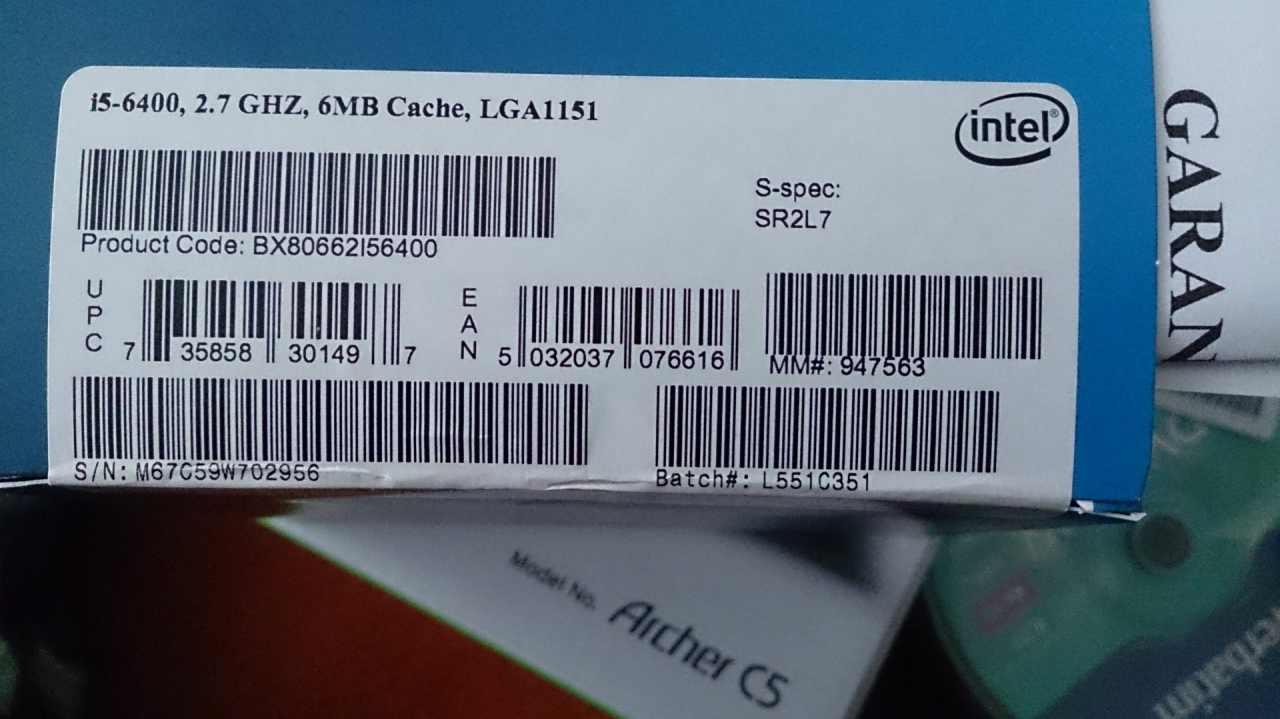 i5-6400, 2.7 GHZ, 6MB Cache, LGA1151
intel®
S-spec:
SR2L7
Product Code: BX80662I56400
UPC
7 35858 30149 7
EAN
5 032037 076616
MM#: 947563
S/N: M67C59W702956
Batch#: L551C351
GARAN
Model No. Archer C5
erbatim